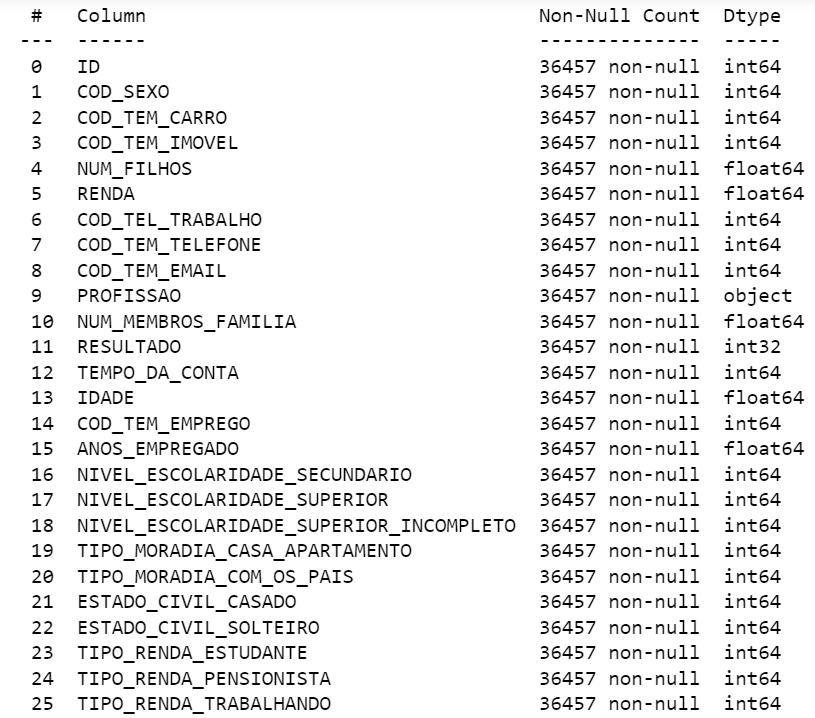 #   Column                                 Non-Null Count  Dtype
---  ------                                 --------------  -----
0   ID                                     36457 non-null  int64
1   COD_SEXO                               36457 non-null  int64
2   COD_TEM_CARRO                          36457 non-null  int64
3   COD_TEM_IMOVEL                         36457 non-null  int64
4   NUM_FILHOS                             36457 non-null  float64
5   RENDA                                  36457 non-null  float64
6   COD_TEL_TRABALHO                       36457 non-null  int64
7   COD_TEM_TELEFONE                       36457 non-null  int64
8   COD_TEM_EMAIL                          36457 non-null  int64
9   PROFISSAO                              36457 non-null  object
10  NUM_MEMBROS_FAMILIA                    36457 non-null  float64
11  RESULTADO                              36457 non-null  int32
12  TEMPO_DA_CONTA                         36457 non-null  int64
13  IDADE                                  36457 non-null  float64
14  COD_TEM_EMPREGO                        36457 non-null  int64
15  ANOS_EMPREGADO                         36457 non-null  float64
16  NIVEL_ESCOLARIDADE_SECUNDARIO          36457 non-null  int64
17  NIVEL_ESCOLARIDADE_SUPERIOR            36457 non-null  int64
18  NIVEL_ESCOLARIDADE_SUPERIOR_INCOMPLETO  36457 non-null  int64
19  TIPO_MORADIA_CASA_APARTAMENTO          36457 non-null  int64
20  TIPO_MORADIA_COM_OS_PAIS               36457 non-null  int64
21  ESTADO_CIVIL_CASADO                    36457 non-null  int64
22  ESTADO_CIVIL_SOLTEIRO                  36457 non-null  int64
23  TIPO_RENDA_ESTUDANTE                   36457 non-null  int64
24  TIPO_RENDA_PENSIONISTA                 36457 non-null  int64
25  TIPO_RENDA_TRABALHANDO                 36457 non-null  int64